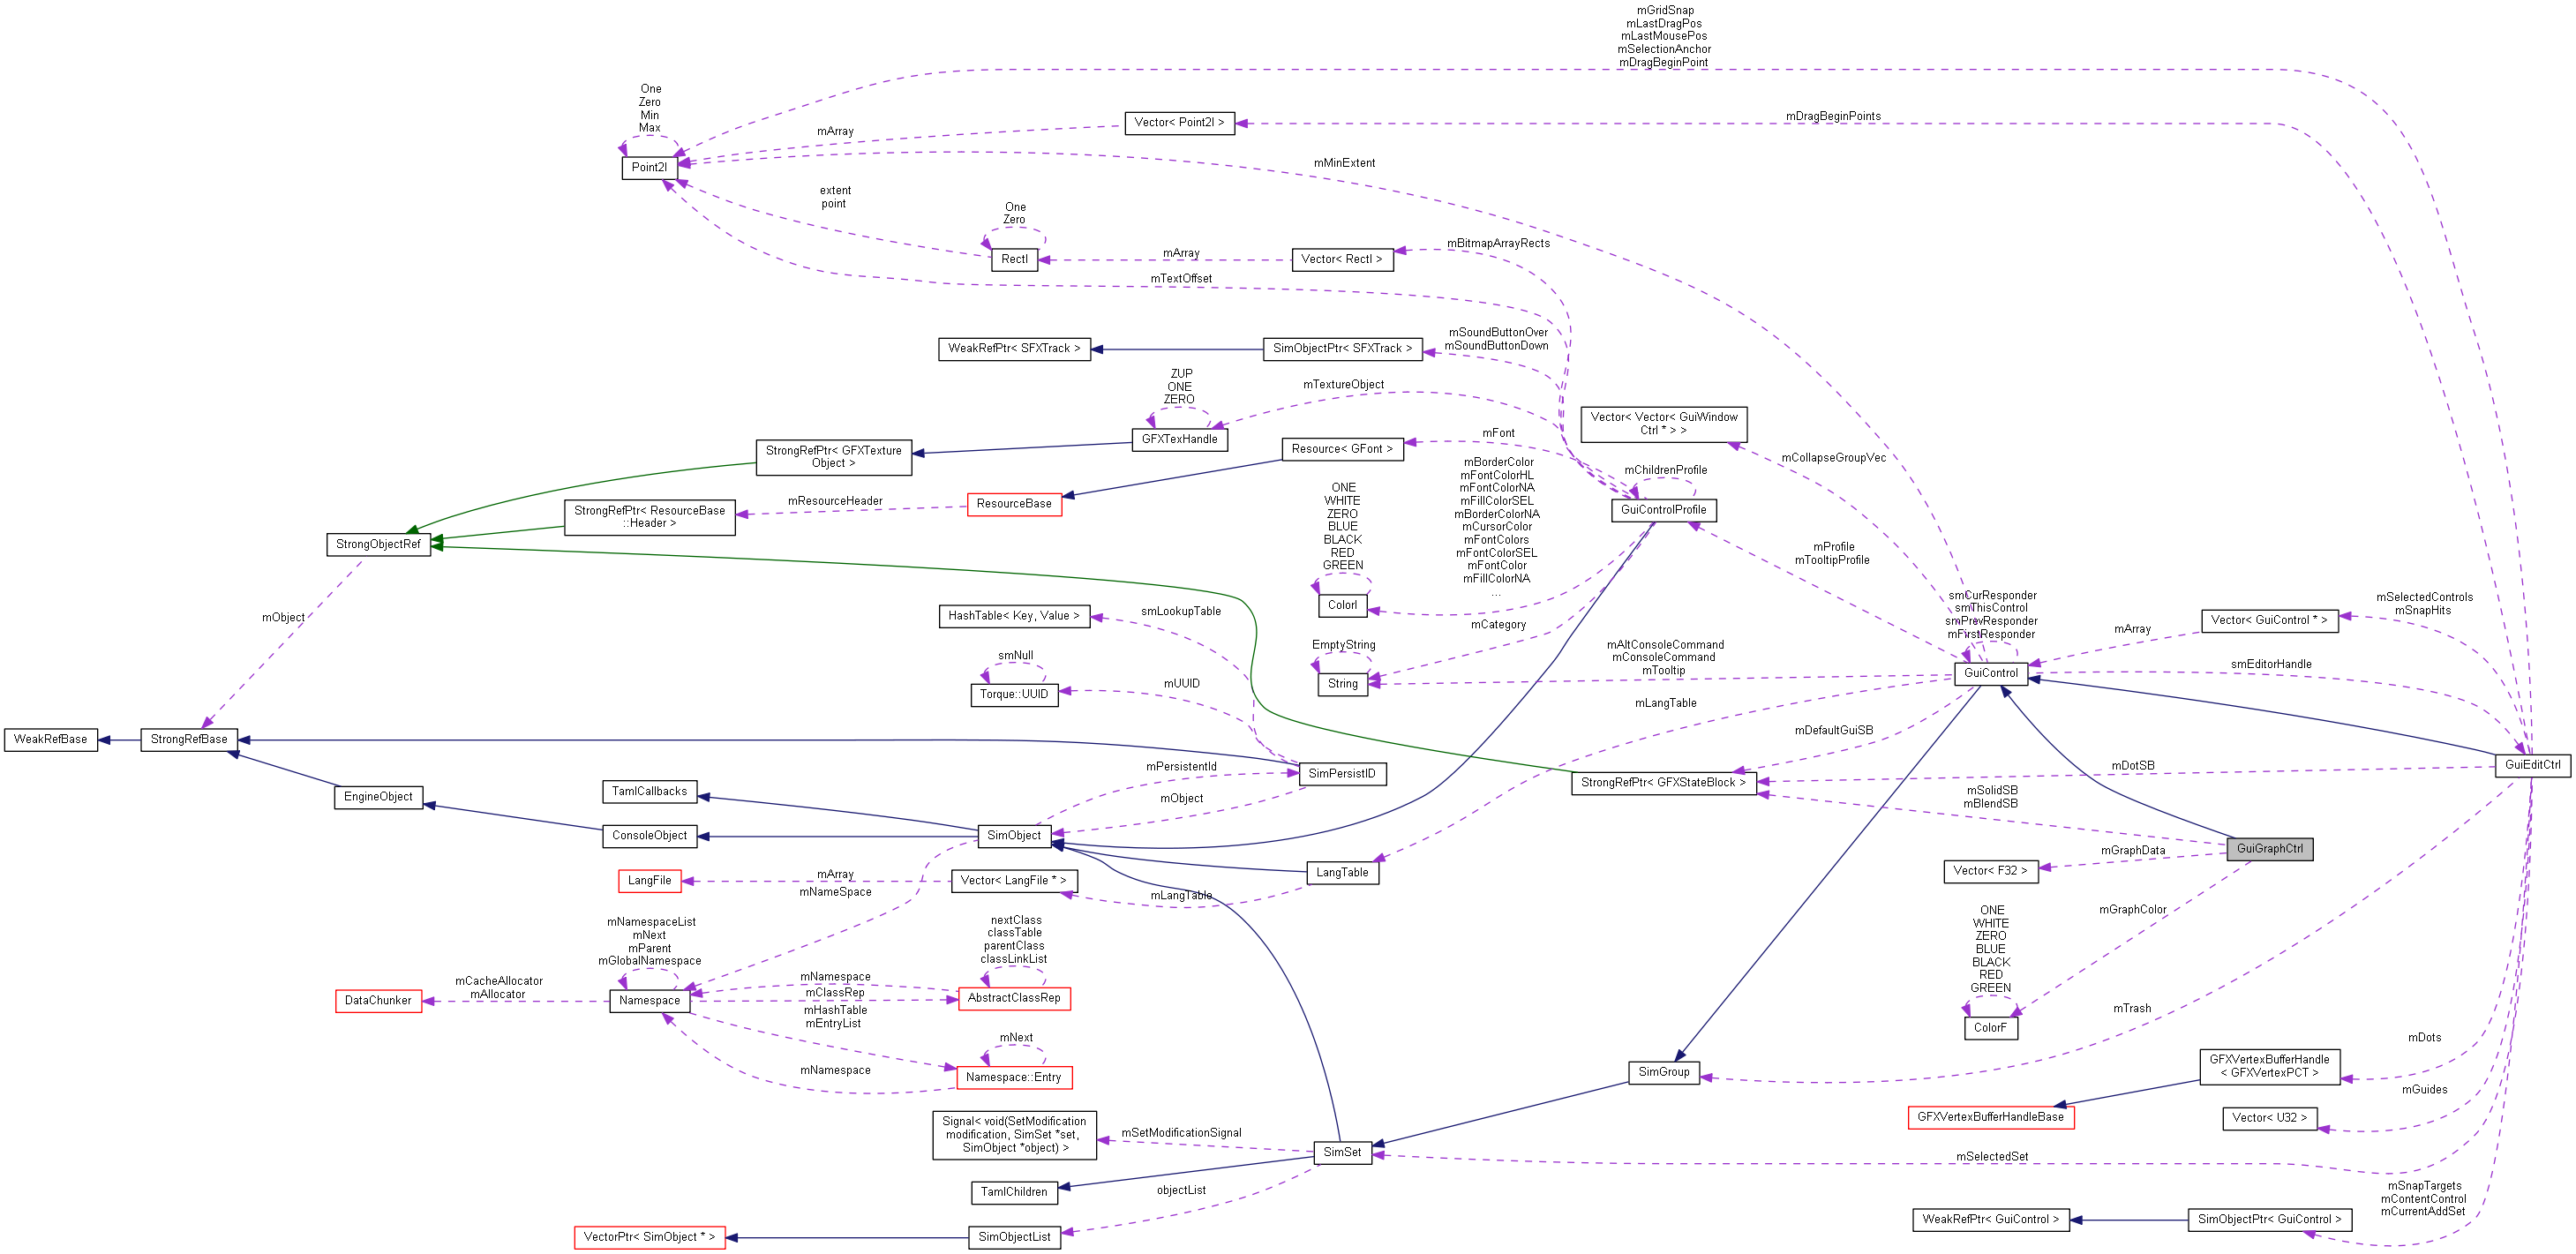 mGridSnap
mLastDragPos
mLastMousePos
mSelectionAnchor
mDragBeginPoint
One
Zero
Min
Max
Point2I
mArray
Vector< Point2I >
mDragBeginPoints
mMinExtent
extent
point
One
Zero
RectI
mArray
Vector< RectI >
mBitmapArrayRects
mTextOffset
WeakRefPtr< SFXTrack >
SimObjectPtr< SFXTrack >
mSoundButtonOver
mSoundButtonDown
ZUP
ONE
ZERO
GFXTexHandle
mTextureObject
Vector< Vector< GuiWindow
Ctrl * > >
mCollapseGroupVec
StrongRefPtr< GFXTexture
Object >
Resource< GFont >
mFont
mChildrenProfile
GuiControlProfile
StrongRefPtr< ResourceBase
::Header >
mResourceHeader
ResourceBase
ONE
WHITE
ZERO
BLUE
BLACK
RED
GREEN
ColorI
mBorderColor
mFontColorHL
mFontColorNA
mFillColorSEL
mBorderColorNA
mCursorColor
mFontColors
mFontColorSEL
mFontColor
mFillColorNA
...
mProfile
mTooltipProfile
StrongObjectRef
mObject
HashTable< Key, Value >
smLookupTable
mCategory
smCurResponder
smThisControl
smPrevResponder
mFirstResponder
GuiControl
mArray
Vector< GuiControl * >
mSelectedControls
mSnapHits
smNull
Torque::UUID
mUUID
EmptyString
String
mAltConsoleCommand
mConsoleCommand
mTooltip
smEditorHandle
mLangTable
mDefaultGuiSB
WeakRefBase
StrongRefBase
EngineObject
TamlCallbacks
ConsoleObject
SimObject
mPersistentId
mObject
SimPersistID
StrongRefPtr< GFXStateBlock >
mDotSB
mSolidSB
mBlendSB
GuiEditCtrl
GuiGraphCtrl
mGraphData
Vector< F32 >
LangFile
mArray
mNameSpace
Vector< LangFile * >
mLangTable
LangTable
mGraphColor
ONE
WHITE
ZERO
BLUE
BLACK
RED
GREEN
ColorF
mNamespaceList
mNext
mParent
mGlobalNamespace
Namespace
mCacheAllocator
mAllocator
DataChunker
nextClass
classTable
parentClass
classLinkList
AbstractClassRep
mNamespace
mClassRep
mHashTable
mEntryList
mNext
Namespace::Entry
mNamespace
mTrash
SimGroup
mDots
GFXVertexBufferHandle
< GFXVertexPCT >
GFXVertexBufferHandleBase
mGuides
Vector< U32 >
Signal< void(SetModification
modification, SimSet *set,
SimObject *object) >
mSetModificationSignal
SimSet
mSelectedSet
TamlChildren
objectList
VectorPtr< SimObject * >
SimObjectList
WeakRefPtr< GuiControl >
SimObjectPtr< GuiControl >
mSnapTargets
mContentControl
mCurrentAddSet